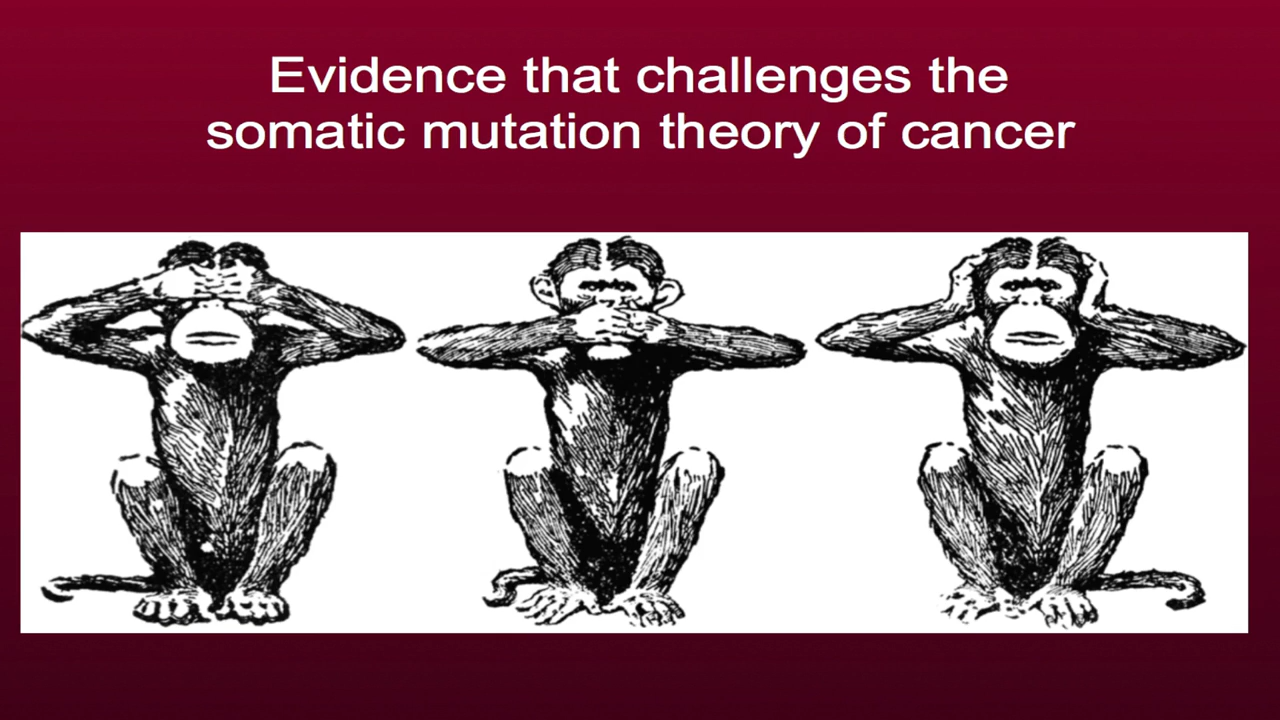 Evidence that challenges the
somatic mutation theory of cancer